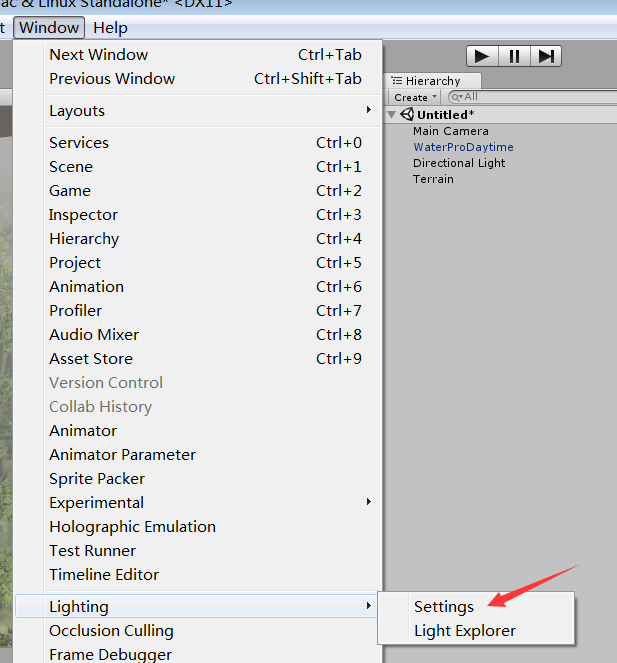 ac & Linux Standalone* <DX11>
t Window Help
Next Window Ctrl+Tab
Previous Window Ctrl+Shift+Tab
Layouts
Services Ctrl+0
Scene Ctrl+1
Game Ctrl+2
Inspector Ctrl+3
Hierarchy Ctrl+4
Project Ctrl+5
Animation Ctrl+6
Profiler Ctrl+7
Audio Mixer Ctrl+8
Asset Store Ctrl+9
Version Control
Collab History
Animator
Animator Parameter
Sprite Packer
Experimental
Holographic Emulation
Test Runner
Timeline Editor
Lighting
Occlusion Culling
Frame Debugger
Settings
Light Explorer
Hierarchy
Create All
Untitled*
Main Camera
WaterProDaytime
Directional Light
Terrain